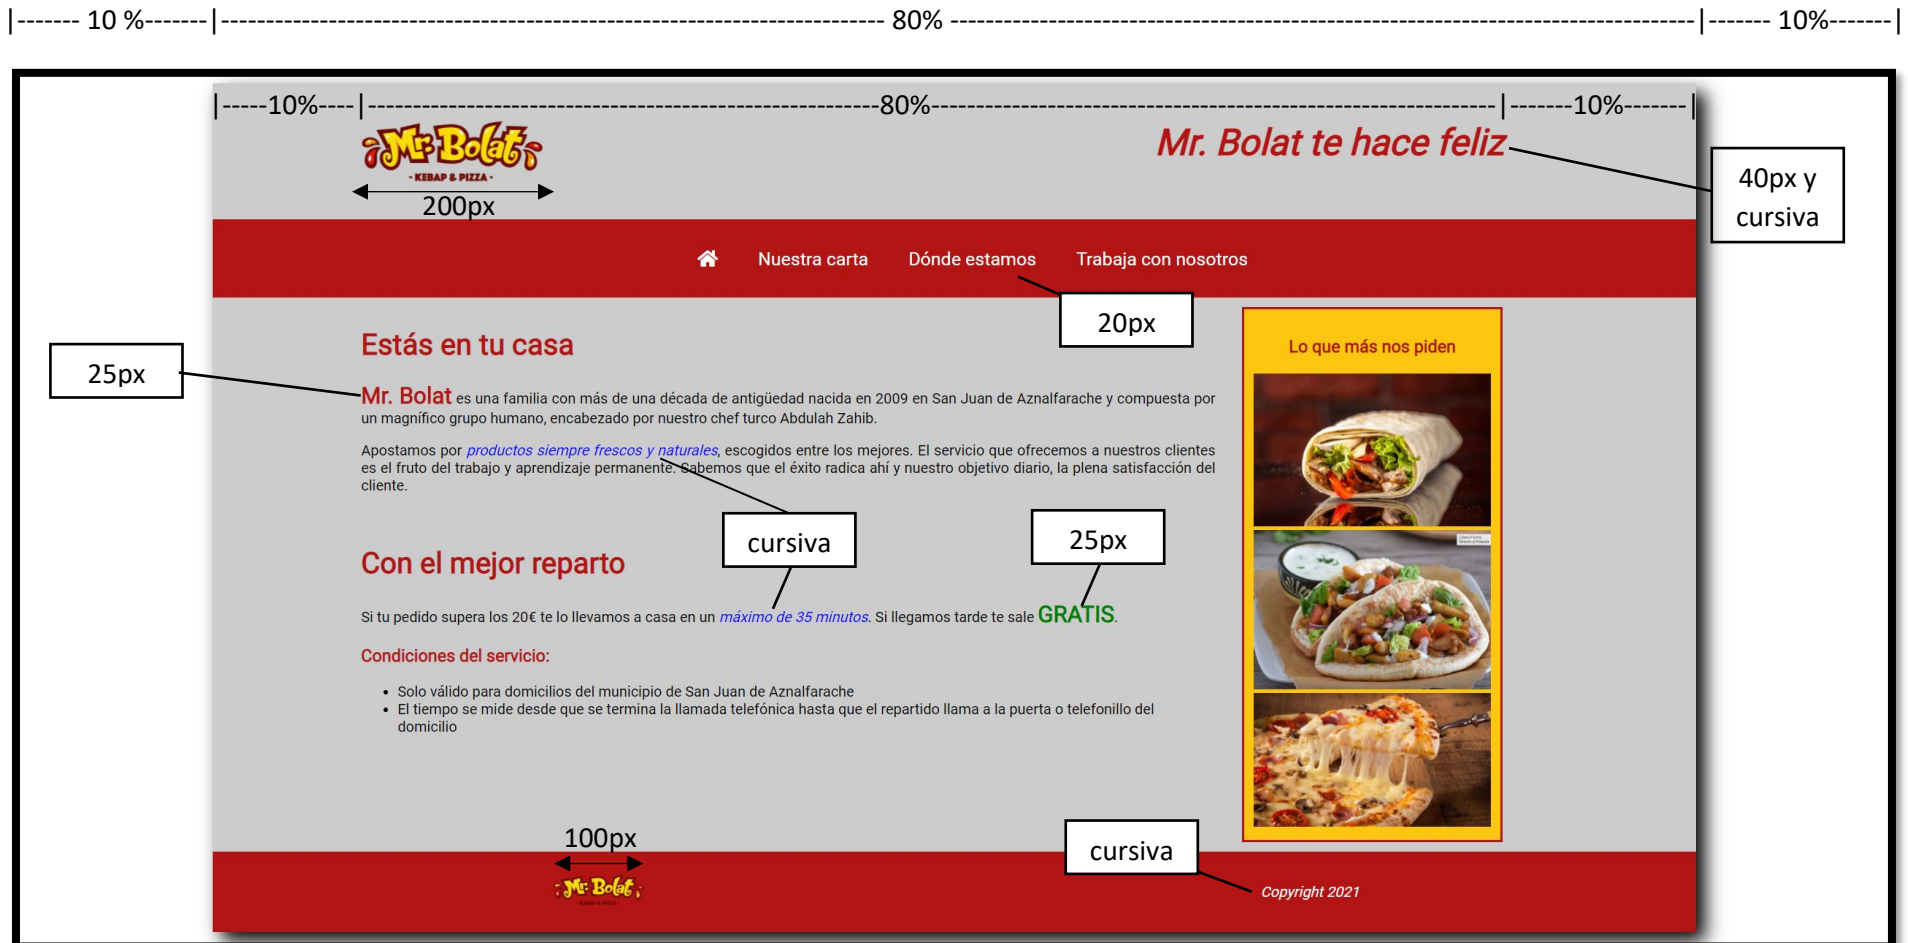 |------- 10 %-------|------- 80% -------|------- 10%-------|
|-----10%----|-------80%-------|-------10%-------|
Mr. Bolat
- KEBAP & PIZZA -
200px
Mr. Bolat te hace feliz
40px y
cursiva
Nuestra carta Dónde estamos Trabaja con nosotros
20px
25px
Estás en tu casa
Mr. Bolat es una familia con más de una década de antigüedad nacida en 2009 en San Juan de Aznalfarache y compuesta por
un magnífico grupo humano, encabezado por nuestro chef turco Abdulah Zahib.
Apostamos por productos siempre frescos y naturales, escogidos entre los mejores. El servicio que ofrecemos a nuestros clientes
es el fruto del trabajo y aprendizaje permanente. Sabemos que el éxito radica ahí y nuestro objetivo diario, la plena satisfacción del
cliente.
cursiva
25px
Con el mejor reparto
Si tu pedido supera los 20€ te lo llevamos a casa en un máximo de 35 minutos. Si llegamos tarde te sale GRATIS.
Condiciones del servicio:
• Solo válido para domicilios del municipio de San Juan de Aznalfarache
• El tiempo se mide desde que se termina la llamada telefónica hasta que el repartido llama a la puerta o telefonillo del
domicilio
Lo que más nos piden
100px
cursiva
Mr. Bolat
- KEBAP & PIZZA -
Copyright 2021